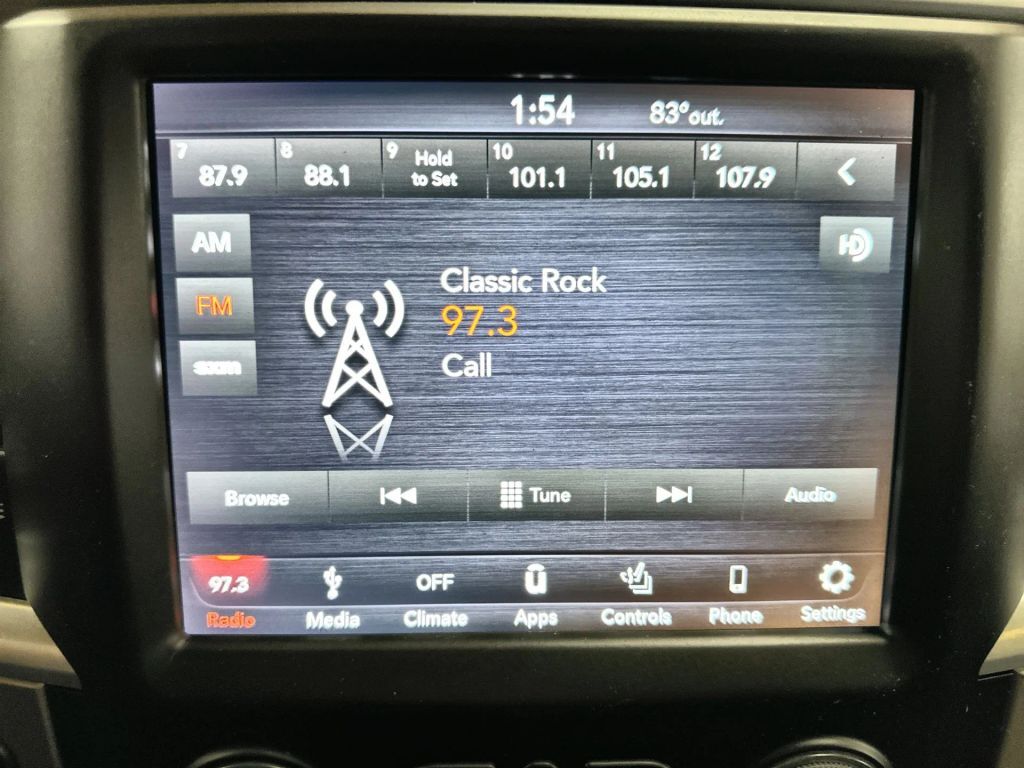 1:54 83°out.
7 87.9 8 88.1 9 Hold to Set 10 101.1 11 105.1 12 107.9
AM HD
FM
sxm
Classic Rock
97.3
Call
Browse Tune Audio
97.3 OFF
Radio Media Climate Apps Controls Phone Settings